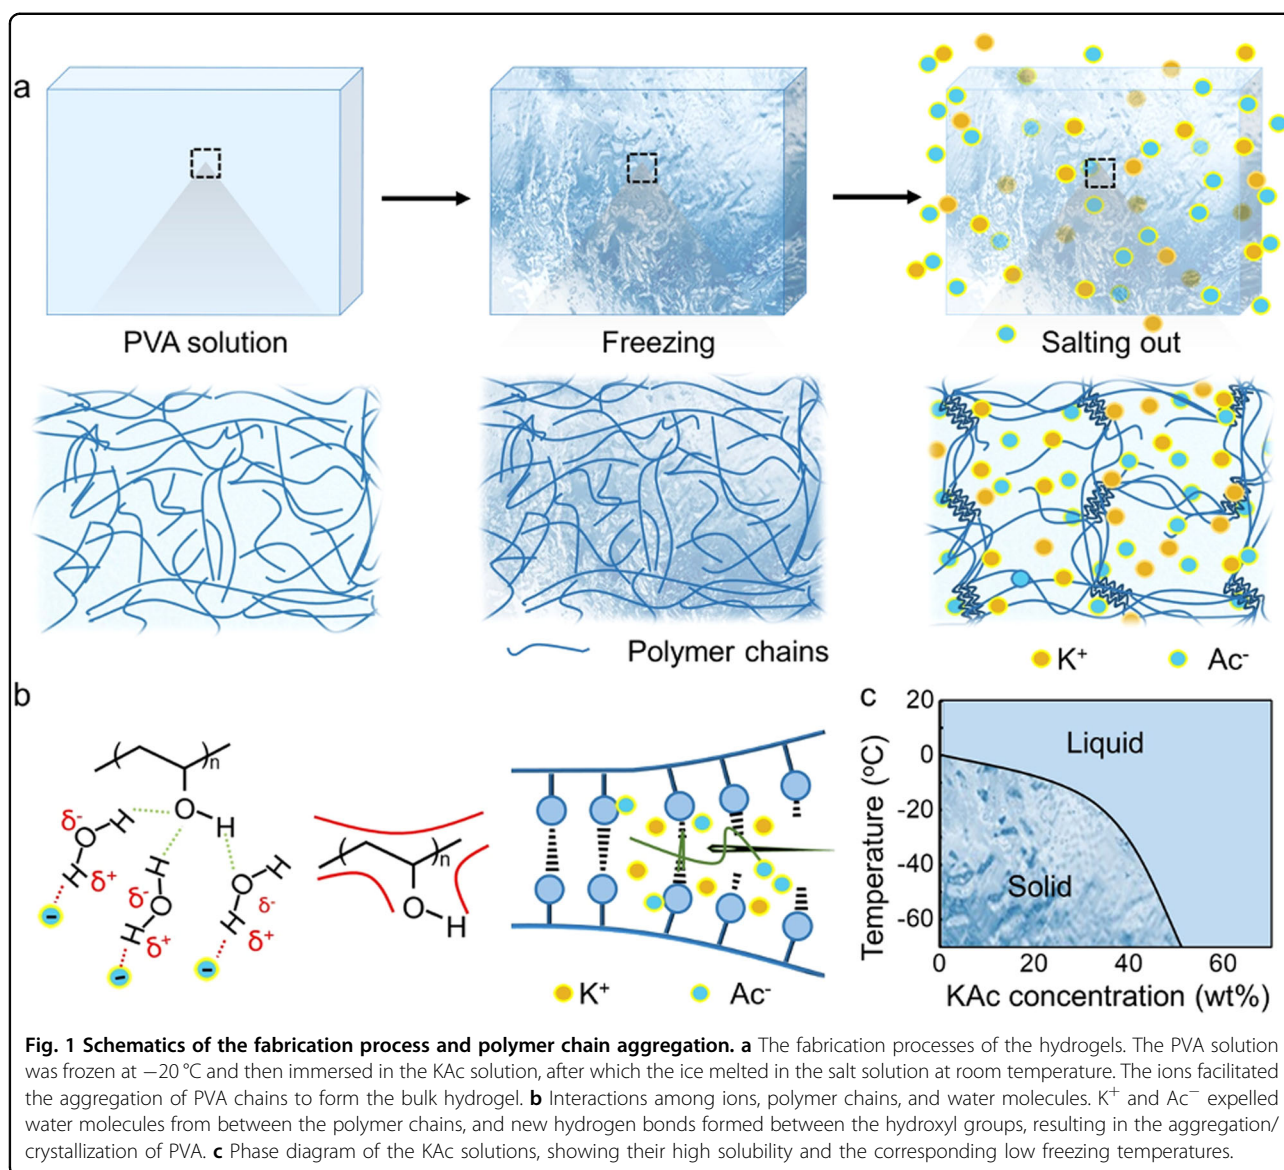 a
PVA solution
Freezing
Salting out
Polymer chains
K⁺
Ac⁻
b
n
O
H
δ⁻
H
O
H
δ⁺
H
δ⁻
O
H
δ⁺
H
O
δ⁻
H
δ⁺
−
−
−
n
O
H
K⁺
Ac⁻
c
20
0
-20
-40
-60
Temperature (ºC)
Liquid
Solid
0 20 40 60
KAc concentration (wt%)
Fig. 1 Schematics of the fabrication process and polymer chain aggregation. a The fabrication processes of the hydrogels. The PVA solution
was frozen at −20 °C and then immersed in the KAc solution, after which the ice melted in the salt solution at room temperature. The ions facilitated
the aggregation of PVA chains to form the bulk hydrogel. b Interactions among ions, polymer chains, and water molecules. K⁺ and Ac⁻ expelled
water molecules from between the polymer chains, and new hydrogen bonds formed between the hydroxyl groups, resulting in the aggregation/
crystallization of PVA. c Phase diagram of the KAc solutions, showing their high solubility and the corresponding low freezing temperatures.